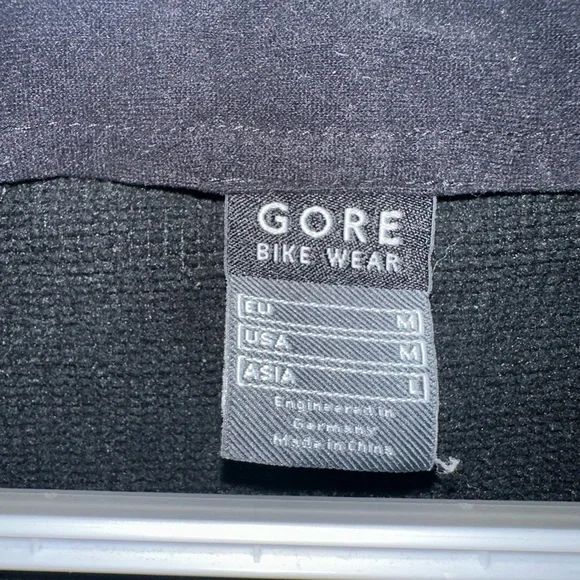 GORE
BIKE WEAR
EU M
USA M
ASIA L
Engineered in
Germany
Made in China